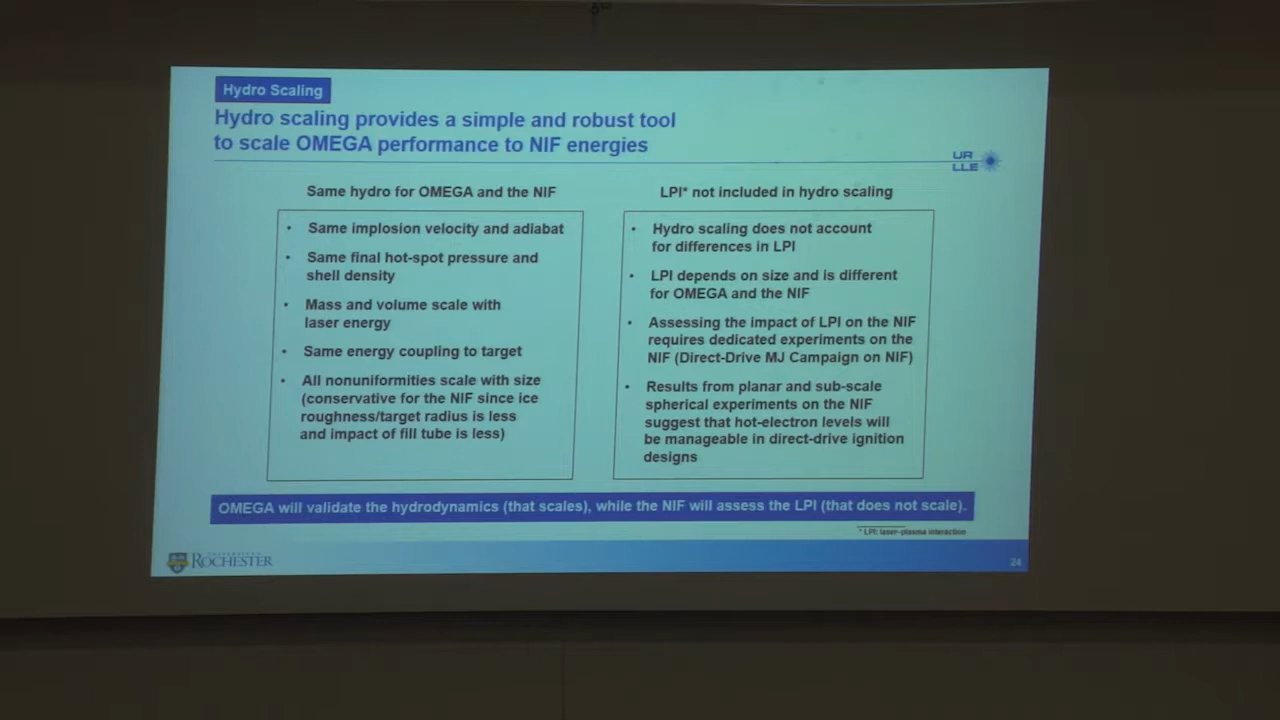 Hydro Scaling
Hydro scaling provides a simple and robust tool
to scale OMEGA performance to NIF energies
UR
LLE
Same hydro for OMEGA and the NIF
• Same implosion velocity and adiabat
• Same final hot-spot pressure and
shell density
• Mass and volume scale with
laser energy
• Same energy coupling to target
• All nonuniformities scale with size
(conservative for the NIF since ice
roughness/target radius is less
and impact of fill tube is less)
LPI* not included in hydro scaling
• Hydro scaling does not account
for differences in LPI
• LPI depends on size and is different
for OMEGA and the NIF
• Assessing the impact of LPI on the NIF
requires dedicated experiments on the
NIF (Direct-Drive MJ Campaign on NIF)
• Results from planar and sub-scale
spherical experiments on the NIF
suggest that hot-electron levels will
be manageable in direct-drive ignition
designs
OMEGA will validate the hydrodynamics (that scales), while the NIF will assess the LPI (that does not scale).
* LPI: laser–plasma interaction
UNIVERSITY of
ROCHESTER
24